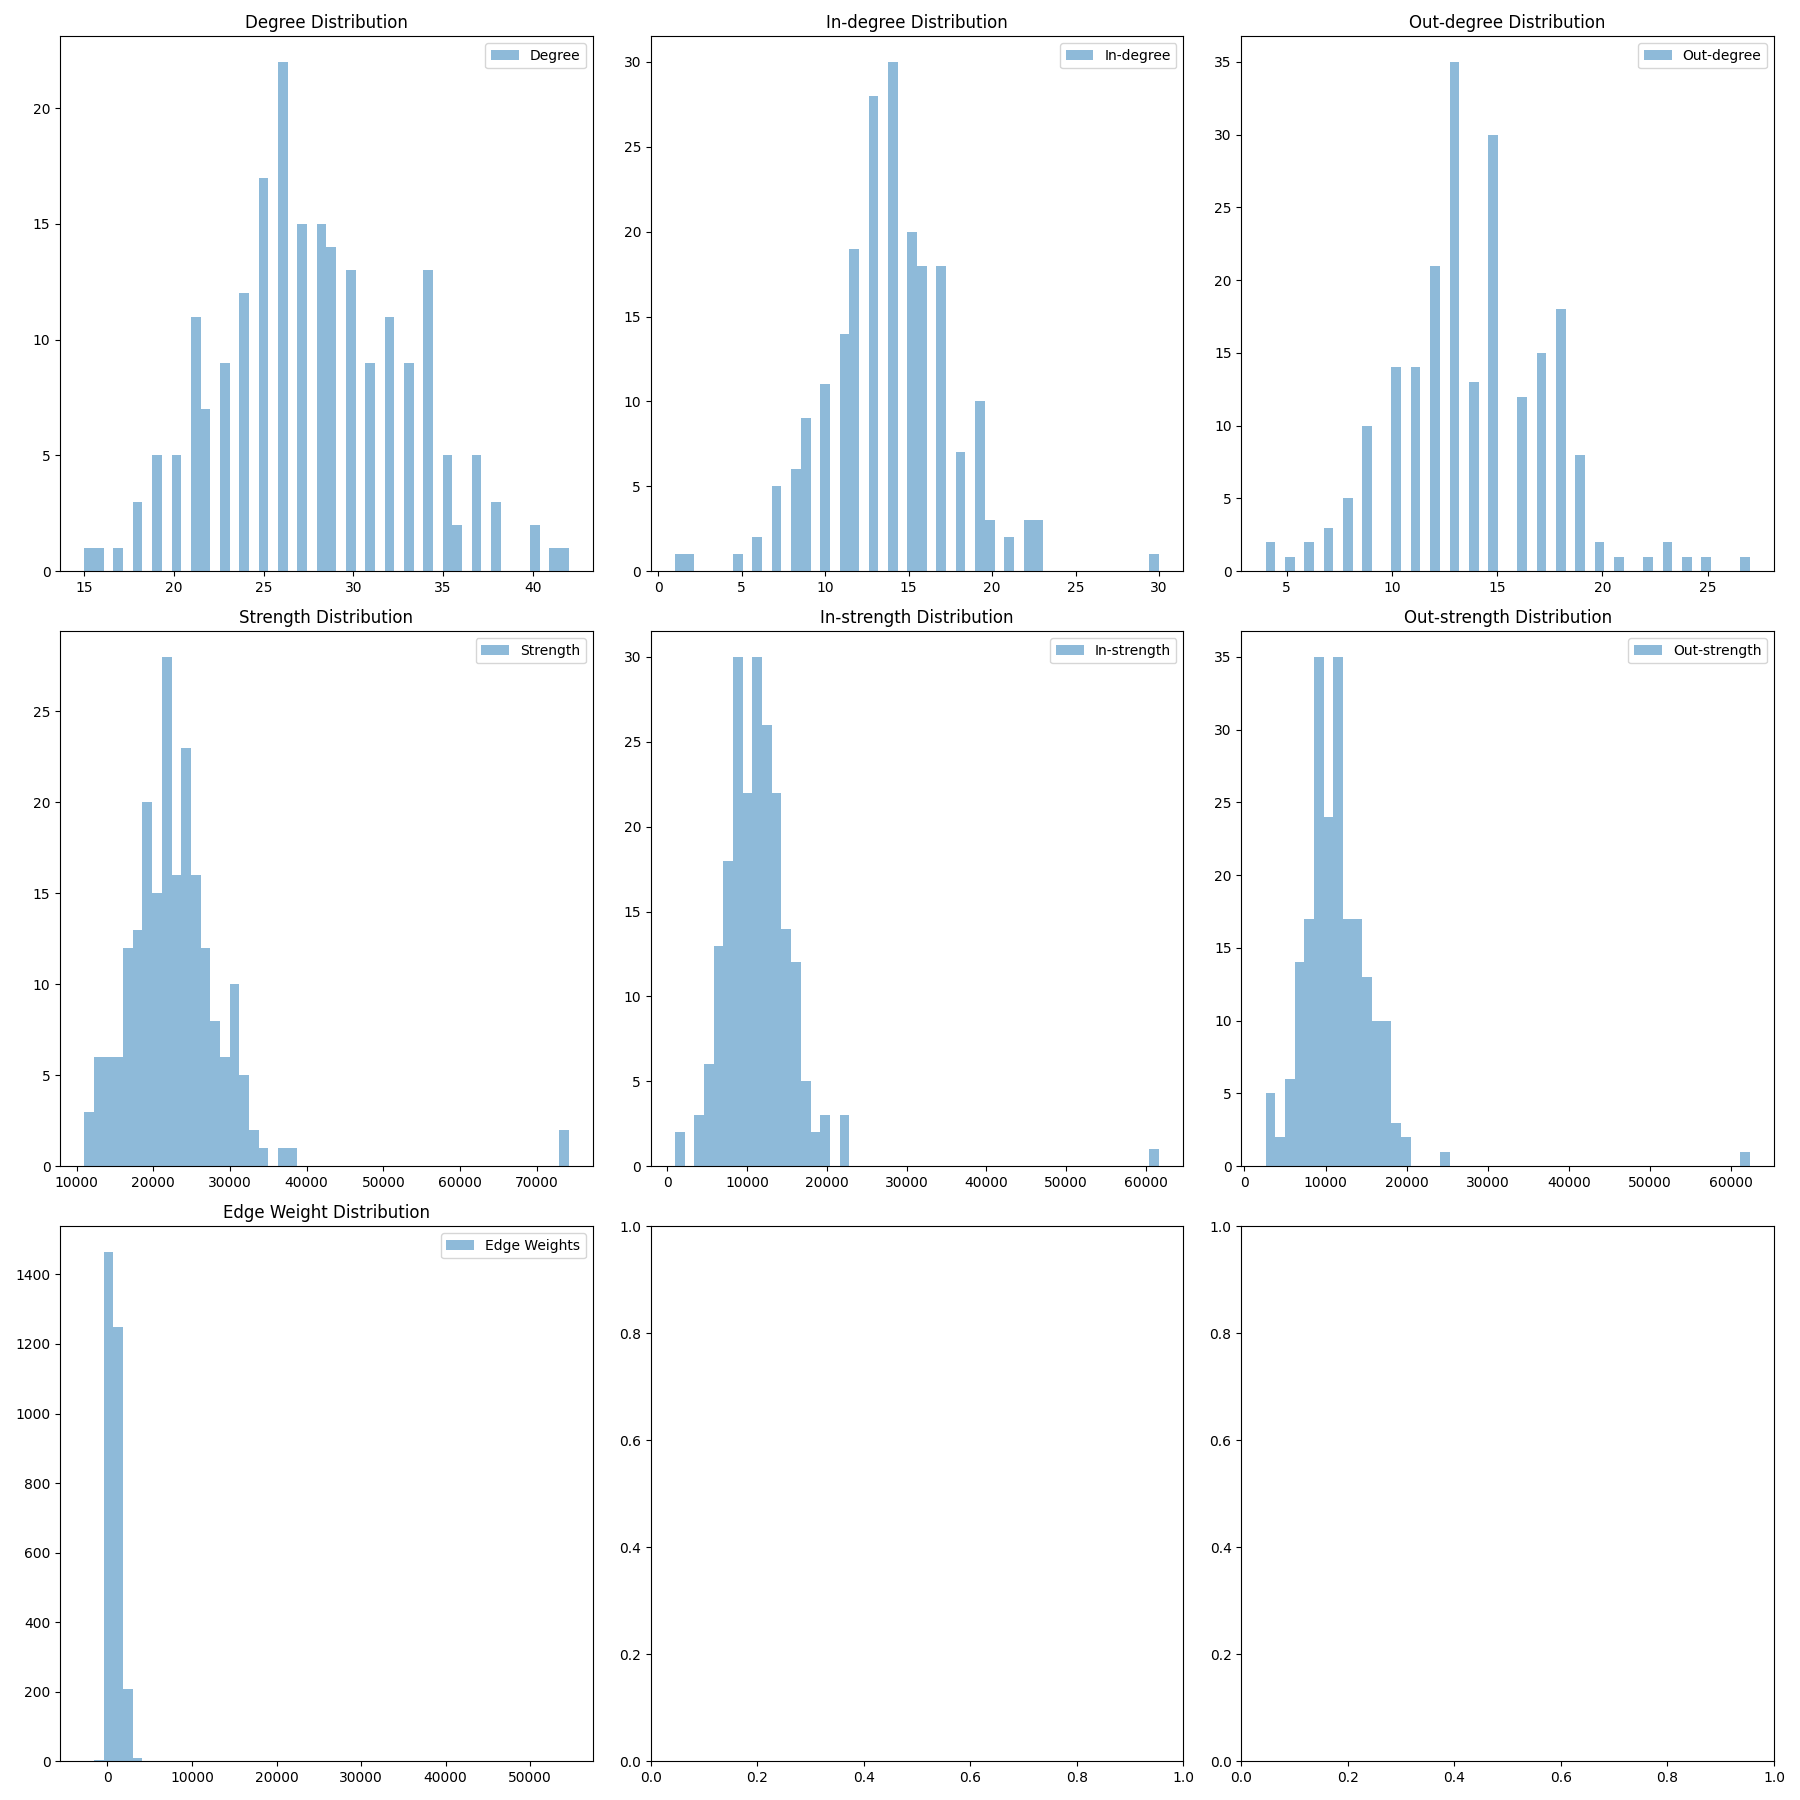 Degree Distribution
Degree
20
15
10
5
0
15 20 25 30 35 40
In-degree Distribution
In-degree
30
25
20
15
10
5
0
0 5 10 15 20 25 30
Out-degree Distribution
Out-degree
35
30
25
20
15
10
5
0
5 10 15 20 25
Strength Distribution
Strength
25
20
15
10
5
0
10000 20000 30000 40000 50000 60000 70000
In-strength Distribution
In-strength
30
25
20
15
10
5
0
0 10000 20000 30000 40000 50000 60000
Out-strength Distribution
Out-strength
35
30
25
20
15
10
5
0
0 10000 20000 30000 40000 50000 60000
Edge Weight Distribution
Edge Weights
1400
1200
1000
800
600
400
200
0
0 10000 20000 30000 40000 50000
1.0
0.8
0.6
0.4
0.2
0.0
0.0 0.2 0.4 0.6 0.8 1.0
1.0
0.8
0.6
0.4
0.2
0.0
0.0 0.2 0.4 0.6 0.8 1.0